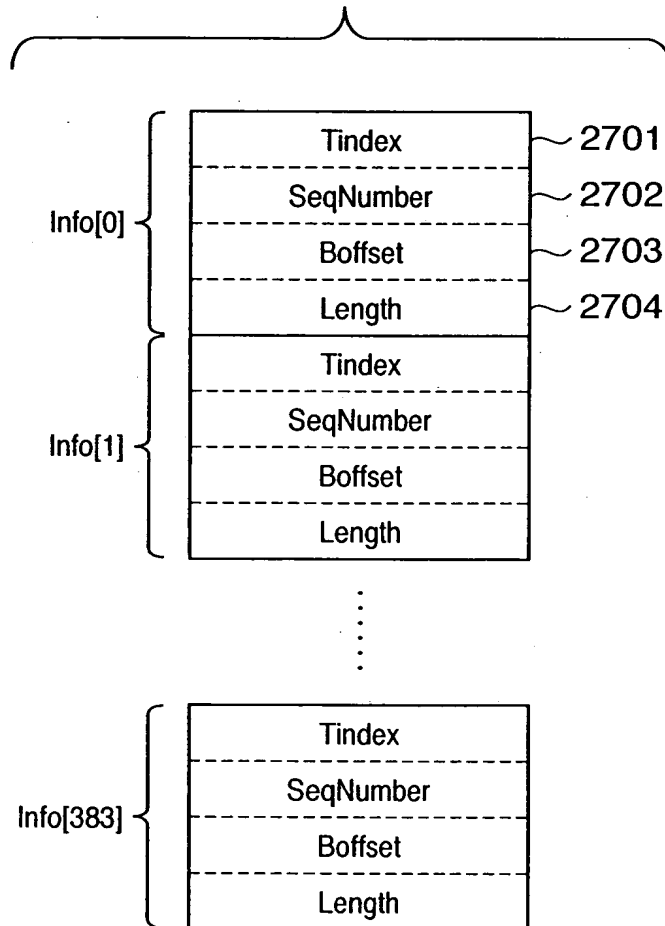 Tindex 2701
SeqNumber 2702
Info[0]
Boffset 2703
Length 2704
Tindex
SeqNumber
Info[1]
Boffset
Length
Tindex
SeqNumber
Info[383]
Boffset
Length